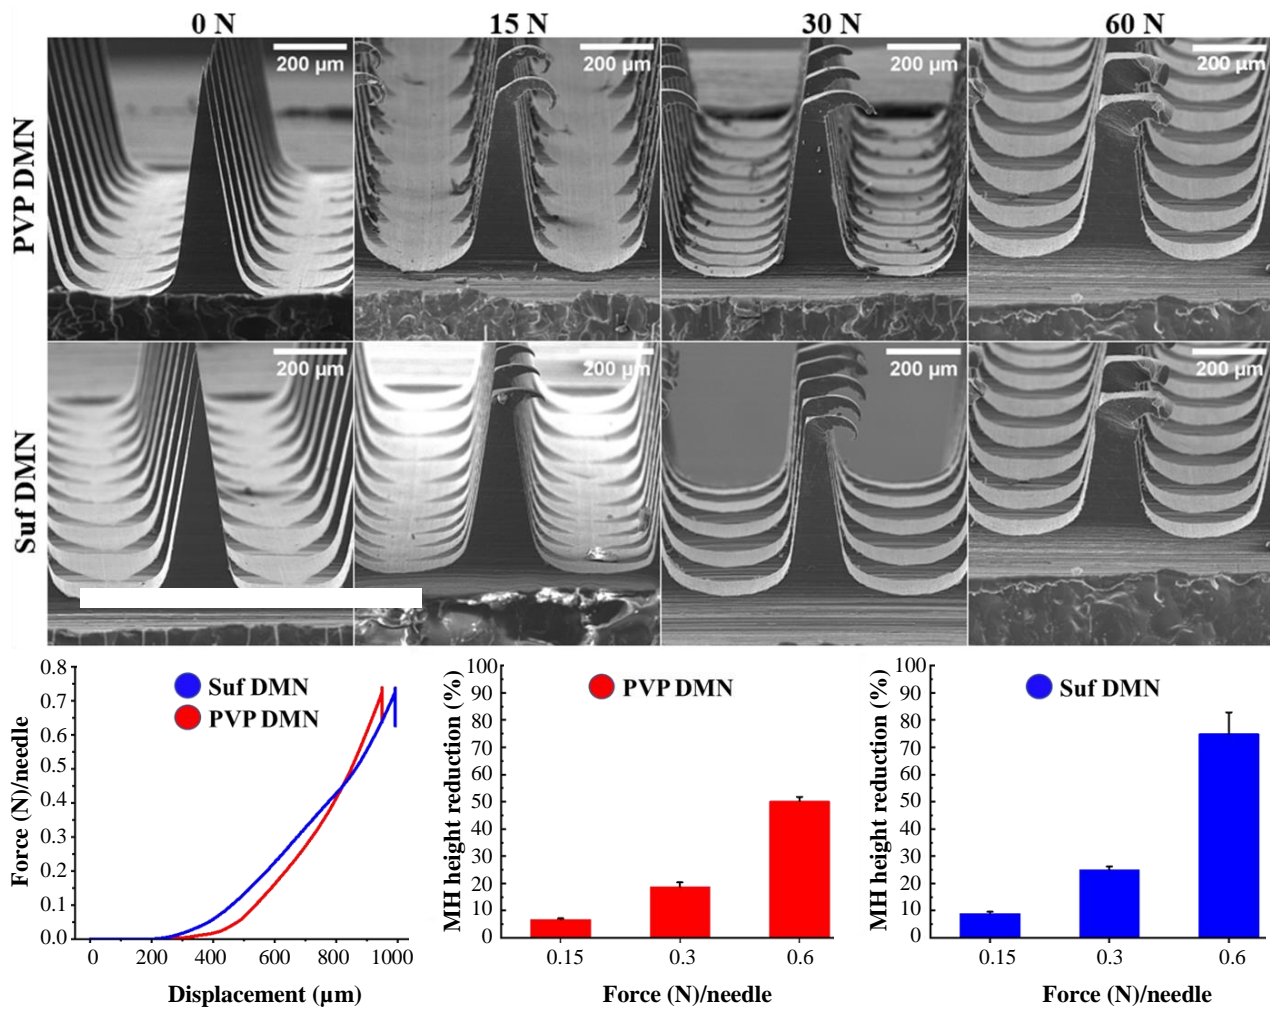 0 N 15 N 30 N 60 N
PVP DMN
200 µm 200 µm 200 µm 200 µm
Suf DMN
200 µm 200 µm 200 µm 200 µm
Force (N)/needle
0.8
0.7
0.6
0.5
0.4
0.3
0.2
0.1
0.0
Suf DMN
PVP DMN
0 200 400 600 800 1000
Displacement (µm)
MH height reduction (%)
100
90
80
70
60
50
40
30
20
10
0
PVP DMN
0.15 0.3 0.6
Force (N)/needle
MH height reduction (%)
100
90
80
70
60
50
40
30
20
10
0
Suf DMN
0.15 0.3 0.6
Force (N)/needle